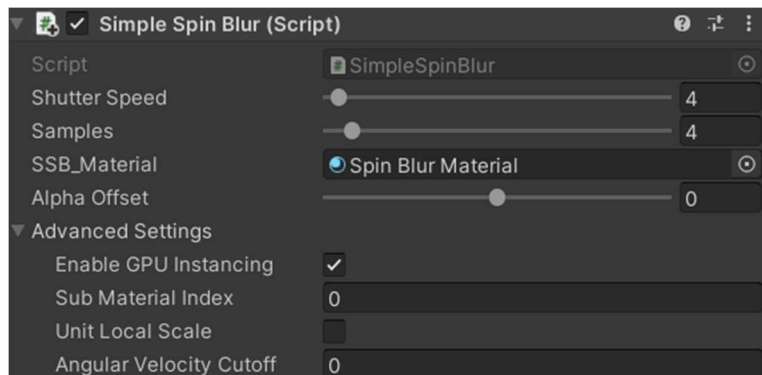 Simple Spin Blur (Script)
Script SimpleSpinBlur
Shutter Speed 4
Samples 4
SSB_Material Spin Blur Material
Alpha Offset 0
Advanced Settings
Enable GPU Instancing
Sub Material Index 0
Unit Local Scale
Angular Velocity Cutoff 0